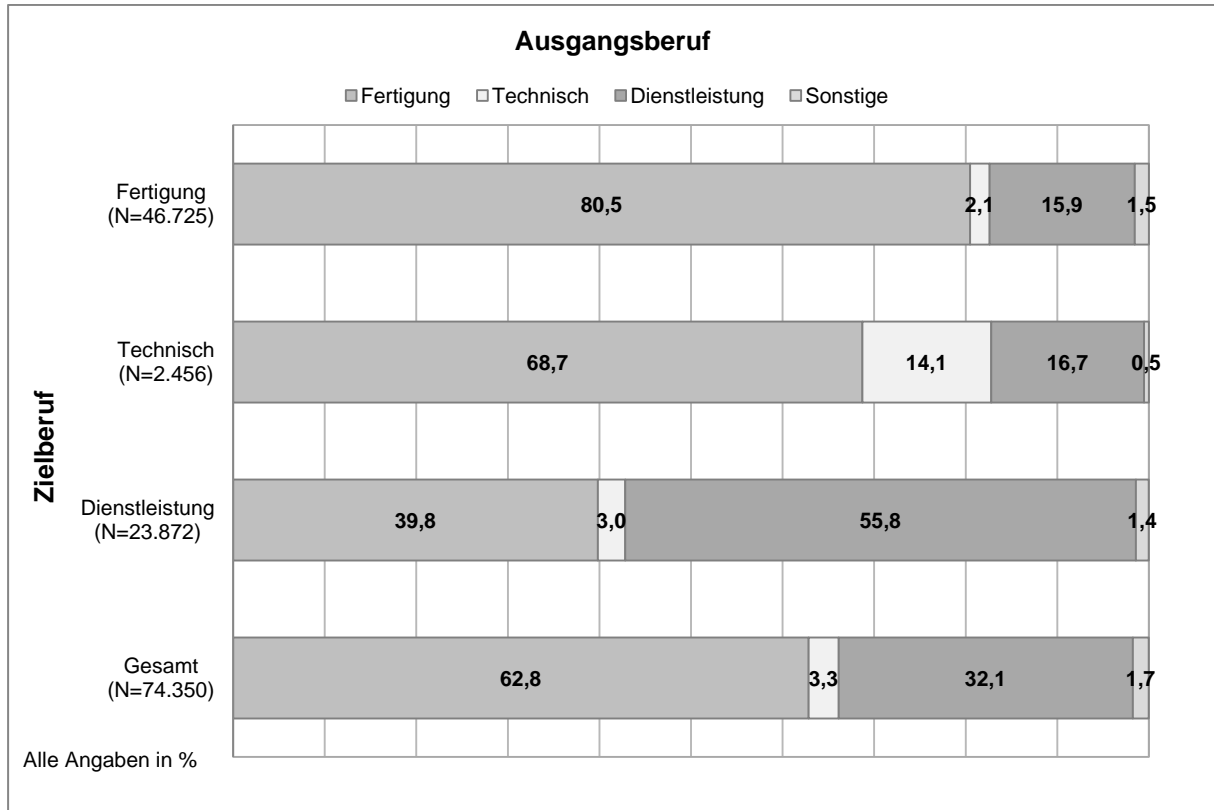 Ausgangsberuf
Fertigung Technisch Dienstleistung Sonstige
Zielberuf
Fertigung
(N=46.725)
80,5 2,1 15,9 1,5
Technisch
(N=2.456)
68,7 14,1 16,7 0,5
Dienstleistung
(N=23.872)
39,8 3,0 55,8 1,4
Gesamt
(N=74.350)
62,8 3,3 32,1 1,7
Alle Angaben in %